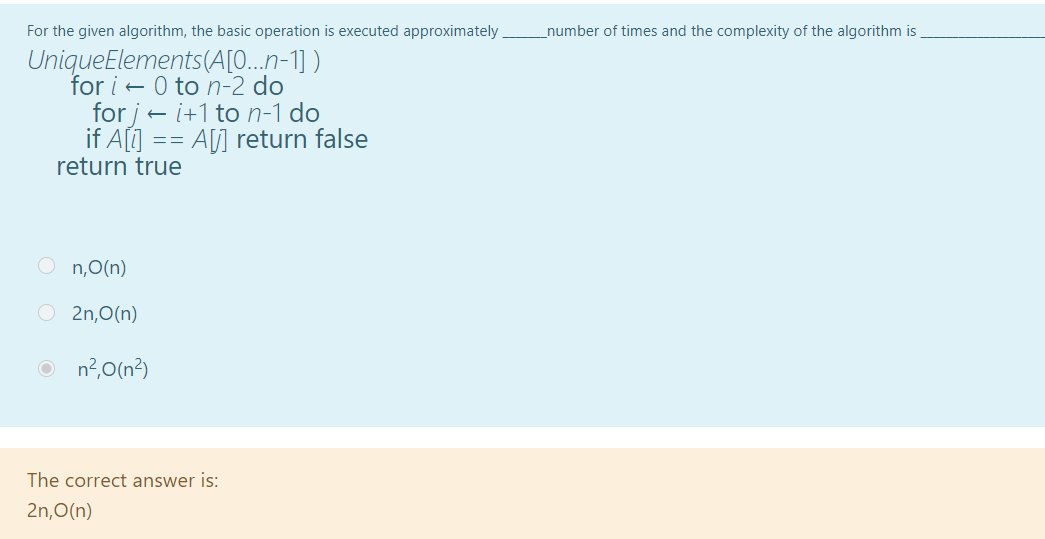 For the given algorithm, the basic operation is executed approximately ______number of times and the complexity of the algorithm is __________________
UniqueElements(A[0...n-1] )
for i ← 0 to n-2 do
for j ← i+1 to n-1 do
if A[i] == A[j] return false
return true
n,O(n)
2n,O(n)
n²,O(n²)
The correct answer is:
2n,O(n)